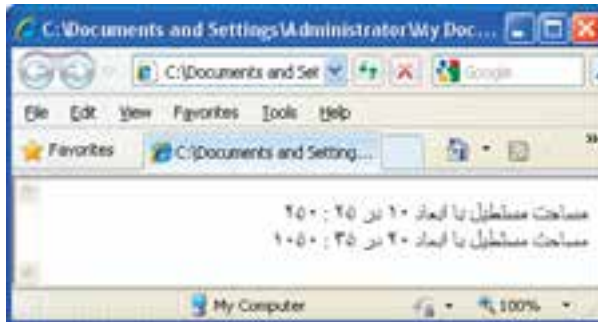 C:\Documents and Settings\Administrator\My Doc...
C:\Documents and Set
Google
File Edit View Favorites Tools Help
Favorites C:\Documents and Setting... »
مساحت مستطیل با ابعاد ۱۰ در ۲۵ : ۲۵۰
مساحت مستطیل با ابعاد ۳۰ در ۳۵ : ۱۰۵۰
My Computer 100%